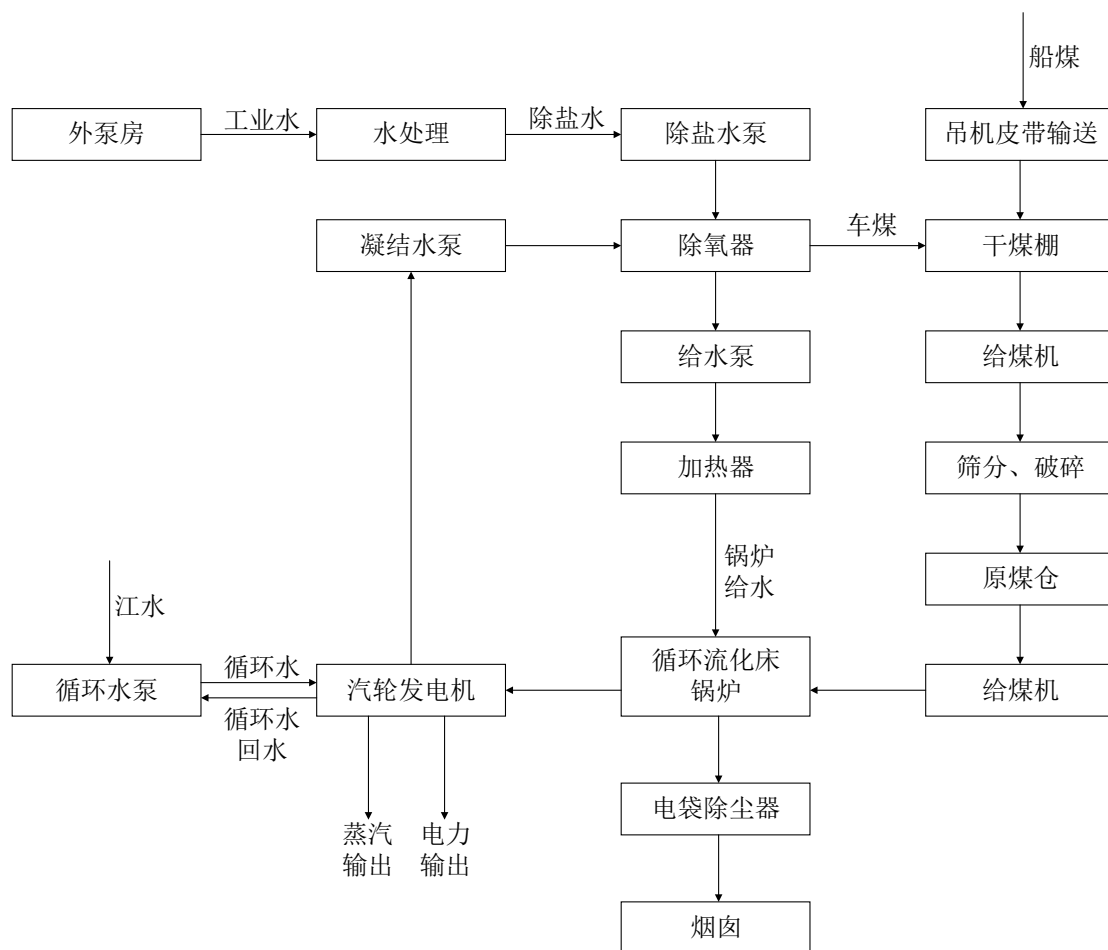 船煤
外泵房
工业水
水处理
除盐水
除盐水泵
吊机皮带输送
凝结水泵
除氧器
车煤
干煤棚
给水泵
给煤机
加热器
筛分、破碎
锅炉
给水
原煤仓
江水
循环水泵
循环水
循环水
回水
汽轮发电机
循环流化床
锅炉
给煤机
蒸汽
输出
电力
输出
电袋除尘器
烟囱